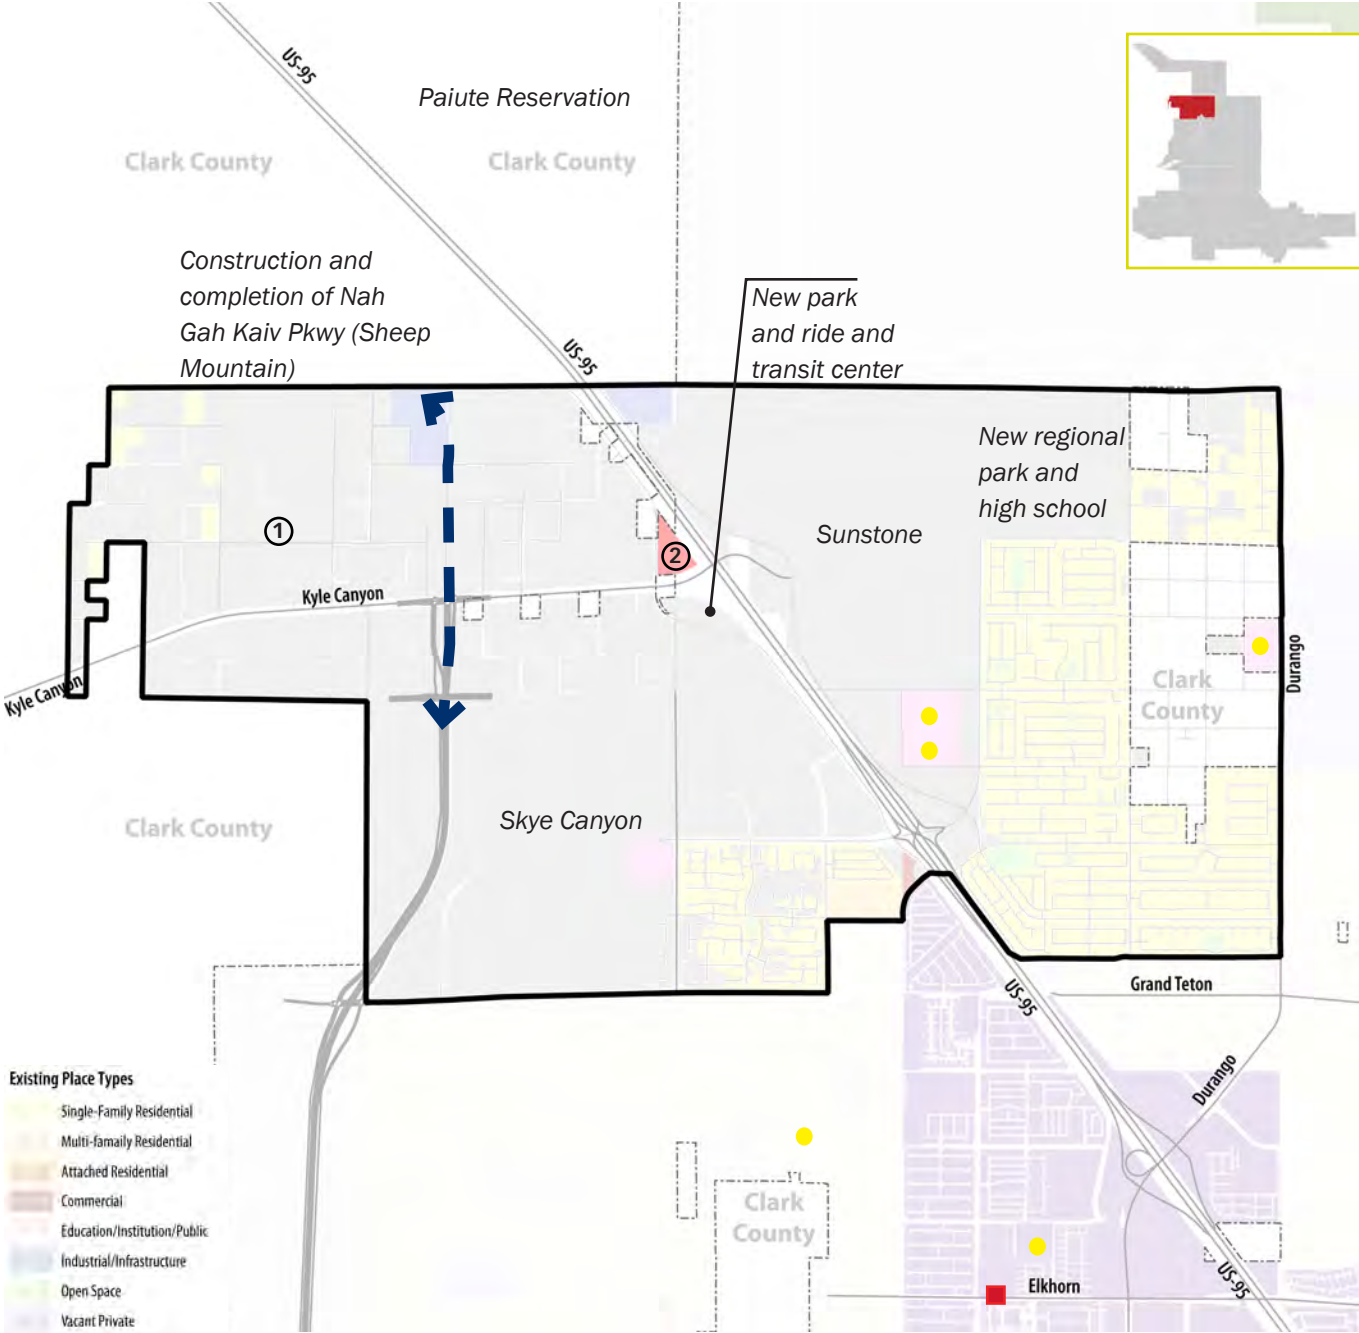 US-95
Paiute Reservation
Clark County
Clark County
Construction and
completion of Nah
Gah Kaiv Pkwy (Sheep
Mountain)
US-95
New park
and ride and
transit center
New regional
park and
high school
1
2
Sunstone
Kyle Canyon
Kyle Canyon
Clark
County
Durango
Clark County
Skye Canyon
US-95
Grand Teton
Durango
Clark
County
US-95
Elkhorn
Existing Place Types
Single-Family Residential
Multi-famaily Residential
Attached Residential
Commercial
Education/Institution/Public
Industrial/Infrastructure
Open Space
Vacant Private